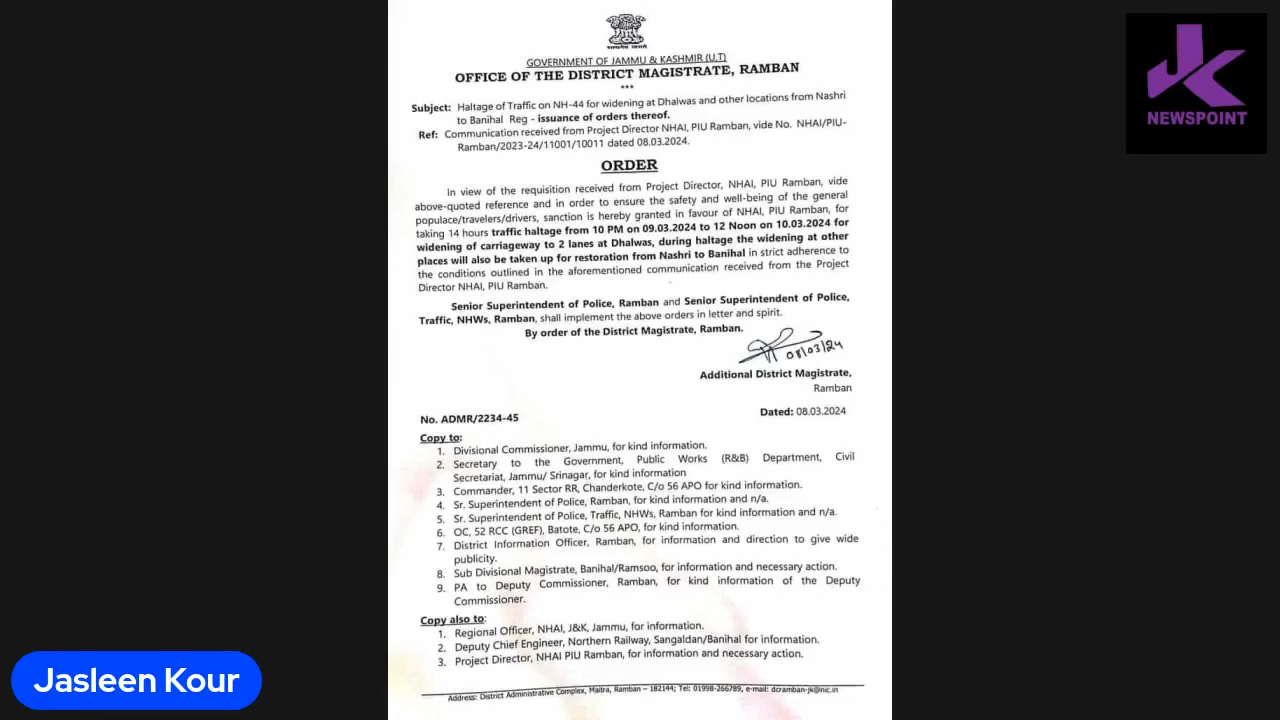 सत्यमेव जयते
GOVERNMENT OF JAMMU & KASHMIR (U.T)
OFFICE OF THE DISTRICT MAGISTRATE, RAMBAN
***
Subject: Haltage of Traffic on NH-44 for widening at Dhalwas and other locations from Nashri
to Banihal Reg - issuance of orders thereof.
Ref: Communication received from Project Director NHAI, PIU Ramban, vide No. NHAI/PIU-
Ramban/2023-24/11001/10011 dated 08.03.2024.
ORDER
In view of the requisition received from Project Director, NHAI, PIU Ramban, vide
above-quoted reference and in order to ensure the safety and well-being of the general
populace/travelers/drivers, sanction is hereby granted in favour of NHAI, PIU Ramban, for
taking 14 hours traffic haltage from 10 PM on 09.03.2024 to 12 Noon on 10.03.2024 for
widening of carriageway to 2 lanes at Dhalwas, during haltage the widening at other
places will also be taken up for restoration from Nashri to Banihal in strict adherence to
the conditions outlined in the aforementioned communication received from the Project
Director NHAI, PIU Ramban.
Senior Superintendent of Police, Ramban and Senior Superintendent of Police,
Traffic, NHWs, Ramban, shall implement the above orders in letter and spirit.
By order of the District Magistrate, Ramban.
08/03/24
Additional District Magistrate,
Ramban
No. ADMR/2234-45
Dated: 08.03.2024
Copy to:
1. Divisional Commissioner, Jammu, for kind information.
2. Secretary to the Government, Public Works (R&B) Department, Civil
Secretariat, Jammu/ Srinagar, for kind information
3. Commander, 11 Sector RR, Chanderkote, C/o 56 APO for kind information.
4. Sr. Superintendent of Police, Ramban, for kind information and n/a.
5. Sr. Superintendent of Police, Traffic, NHWs, Ramban for kind information and n/a.
6. OC, 52 RCC (GREF), Batote, C/o 56 APO, for kind information.
7. District Information Officer, Ramban, for information and direction to give wide
publicity.
8. Sub Divisional Magistrate, Banihal/Ramsoo, for information and necessary action.
9. PA to Deputy Commissioner, Ramban, for kind information of the Deputy
Commissioner.
Copy also to:
1. Regional Officer, NHAI, J&K, Jammu, for information.
2. Deputy Chief Engineer, Northern Railway, Sangaldan/Banihal for information.
3. Project Director, NHAI PIU Ramban, for information and necessary action.
Address: District Administrative Complex, Maitra, Ramban – 182144; Tel: 01998-266789, e-mail: dcramban-jk@nic.in
JK
NEWSPOINT
Jasleen Kour